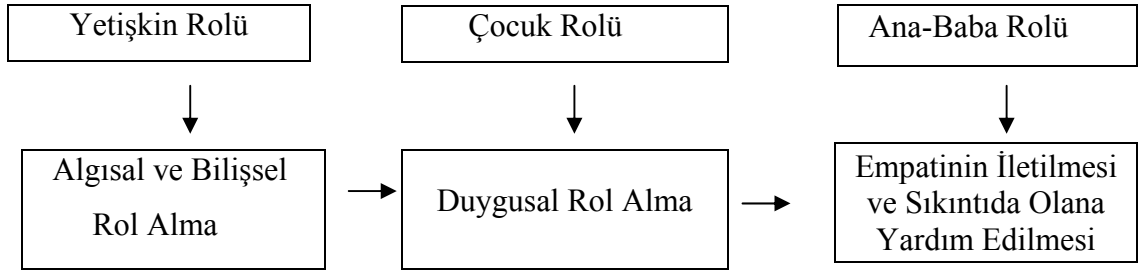 Yetişkin Rolü
Çocuk Rolü
Ana-Baba Rolü
Algısal ve Bilişsel
Rol Alma
Duygusal Rol Alma
Empatinin İletilmesi
ve Sıkıntıda Olana
Yardım Edilmesi